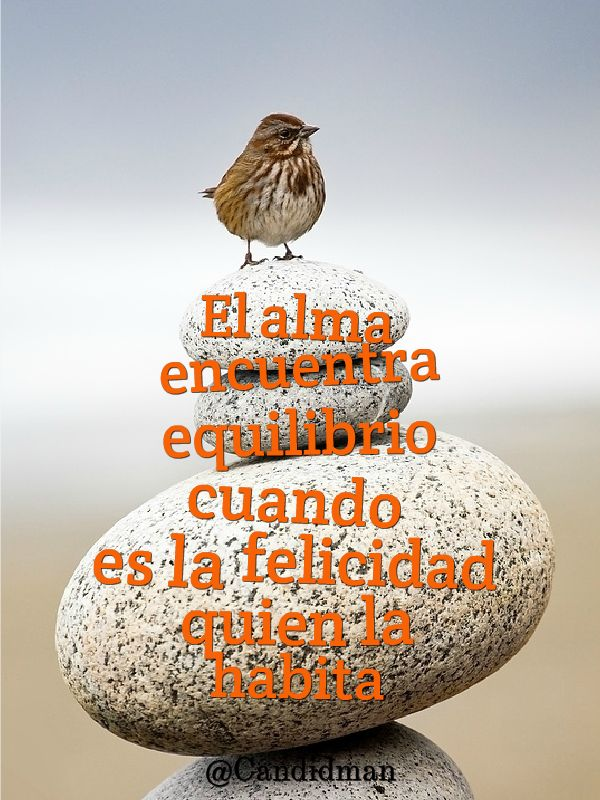 El alma
encuentra
equilibrio
cuando
es la felicidad
quien la
habita
@Candidman